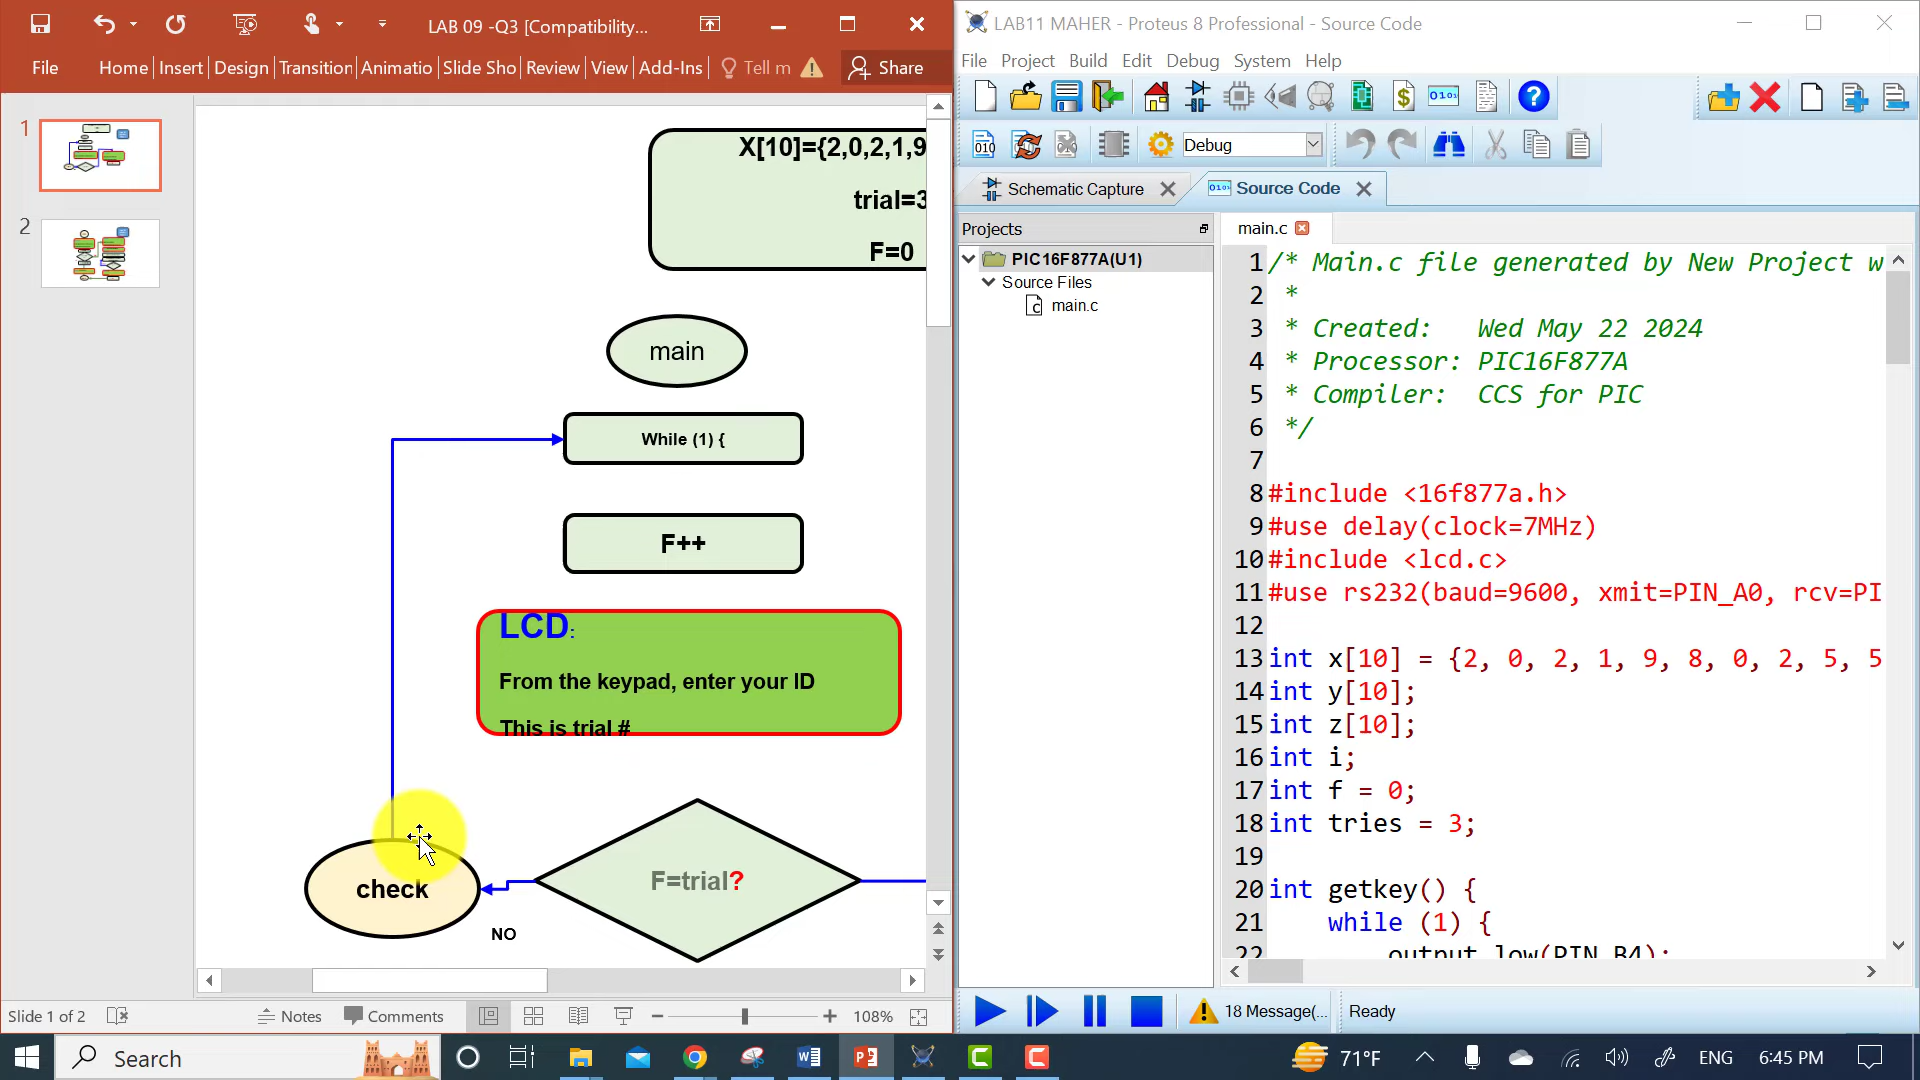 LAB 09 -Q3 [Compatibility...
File Home Insert Design Transition Animatio Slide Sho Review View Add-Ins Tell m Share
1
2
X[10]={2,0,2,1,9
trial=3
F=0
main
While (1) {
F++
LCD:
From the keypad, enter your ID
This is trial #
F=trial?
check
NO
Slide 1 of 2 Notes Comments 108%
LAB11 MAHER - Proteus 8 Professional - Source Code
File Project Build Edit Debug System Help
Debug
Schematic Capture Source Code
Projects
PIC16F877A(U1)
Source Files
main.c
main.c
1 /* Main.c file generated by New Project w
2 *
3 * Created: Wed May 22 2024
4 * Processor: PIC16F877A
5 * Compiler: CCS for PIC
6 */
7
8 #include <16f877a.h>
9 #use delay(clock=7MHz)
10 #include <lcd.c>
11 #use rs232(baud=9600, xmit=PIN_A0, rcv=PI
12
13 int x[10] = {2, 0, 2, 1, 9, 8, 0, 2, 5, 5
14 int y[10];
15 int z[10];
16 int i;
17 int f = 0;
18 int tries = 3;
19
20 int getkey() {
21 while (1) {
22 output_low(PIN_B4);
18 Message(... Ready
Search 71°F ENG 6:45 PM